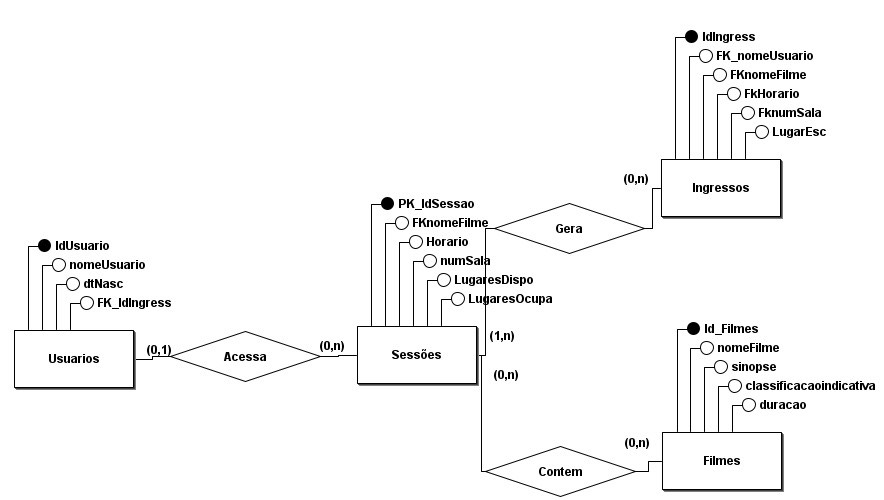 IdIngress
FK_nomeUsuario
FKnomeFilme
FkHorario
FknumSala
LugarEsc
(0,n)
Ingressos
Gera
PK_IdSessao
FKnomeFilme
Horario
numSala
LugaresDispo
LugaresOcupa
IdUsuario
nomeUsuario
dtNasc
FK_IdIngress
Usuarios
(0,1)
Acessa
(0,n)
Sessões
(1,n)
(0,n)
Id_Filmes
nomeFilme
sinopse
classificacaoindicativa
duracao
(0,n)
Filmes
Contem